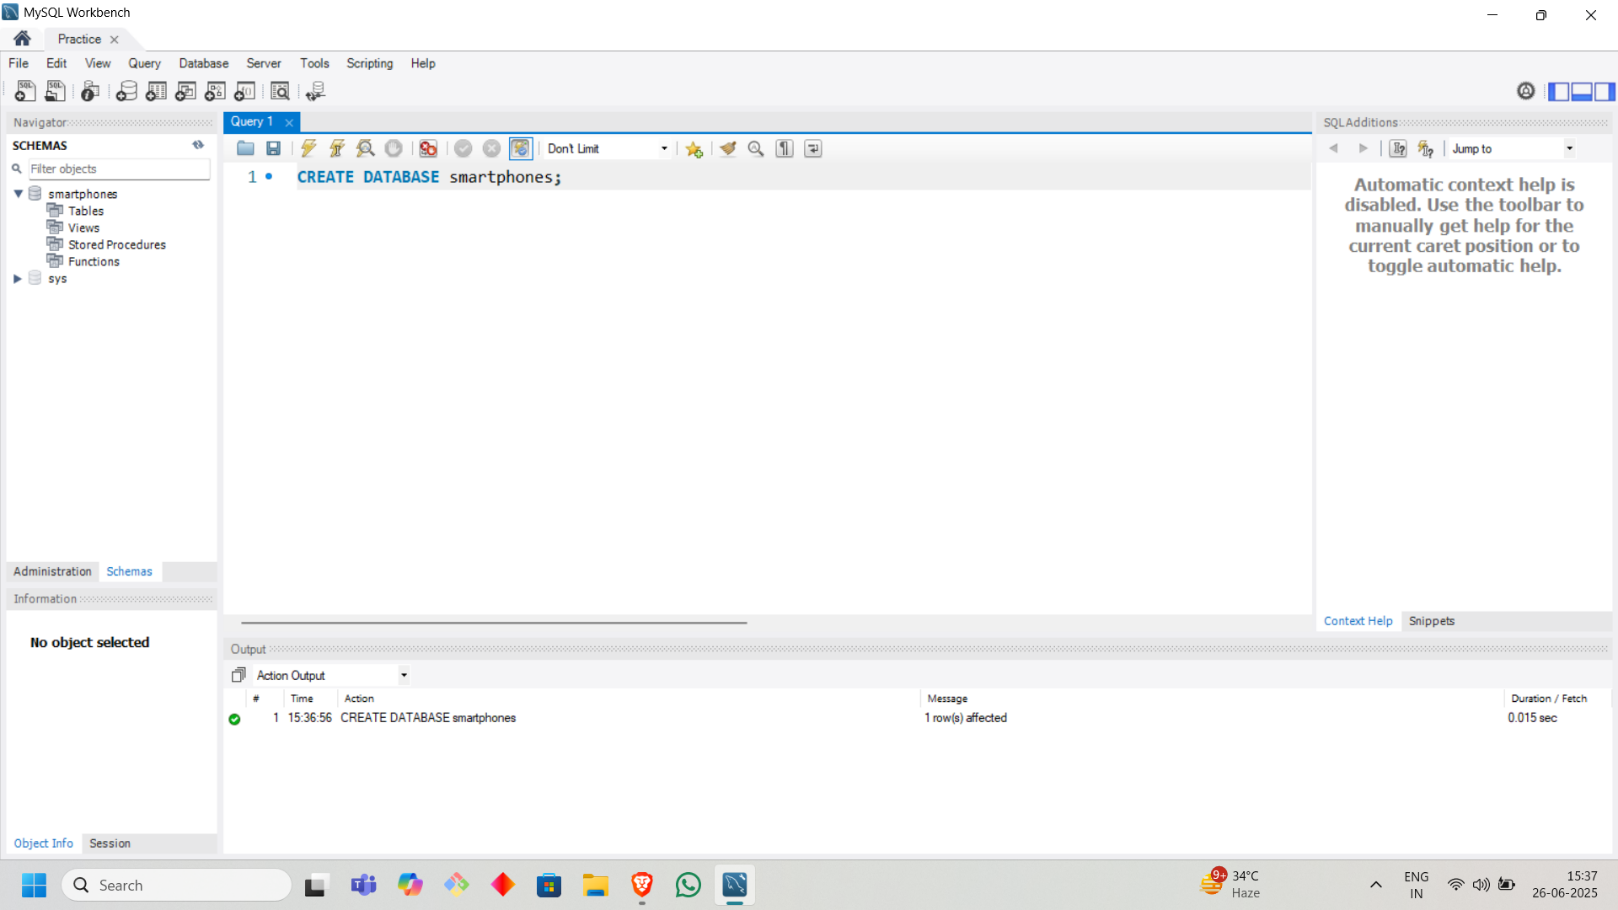 MySQL Workbench
Practice
File Edit View Query Database Server Tools Scripting Help
Navigator
SCHEMAS
Filter objects
smartphones
Tables
Views
Stored Procedures
Functions
sys
Administration Schemas
Information
No object selected
Object Info Session
Query 1
Don't Limit
1 CREATE DATABASE smartphones;
SQLAdditions
Jump to
Automatic context help is
disabled. Use the toolbar to
manually get help for the
current caret position or to
toggle automatic help.
Context Help Snippets
Output
Action Output
# Time Action Message Duration / Fetch
1 15:36:56 CREATE DATABASE smartphones 1 row(s) affected 0.015 sec
Search
9+
34°C
Haze
ENG
IN
15:37
26-06-2025